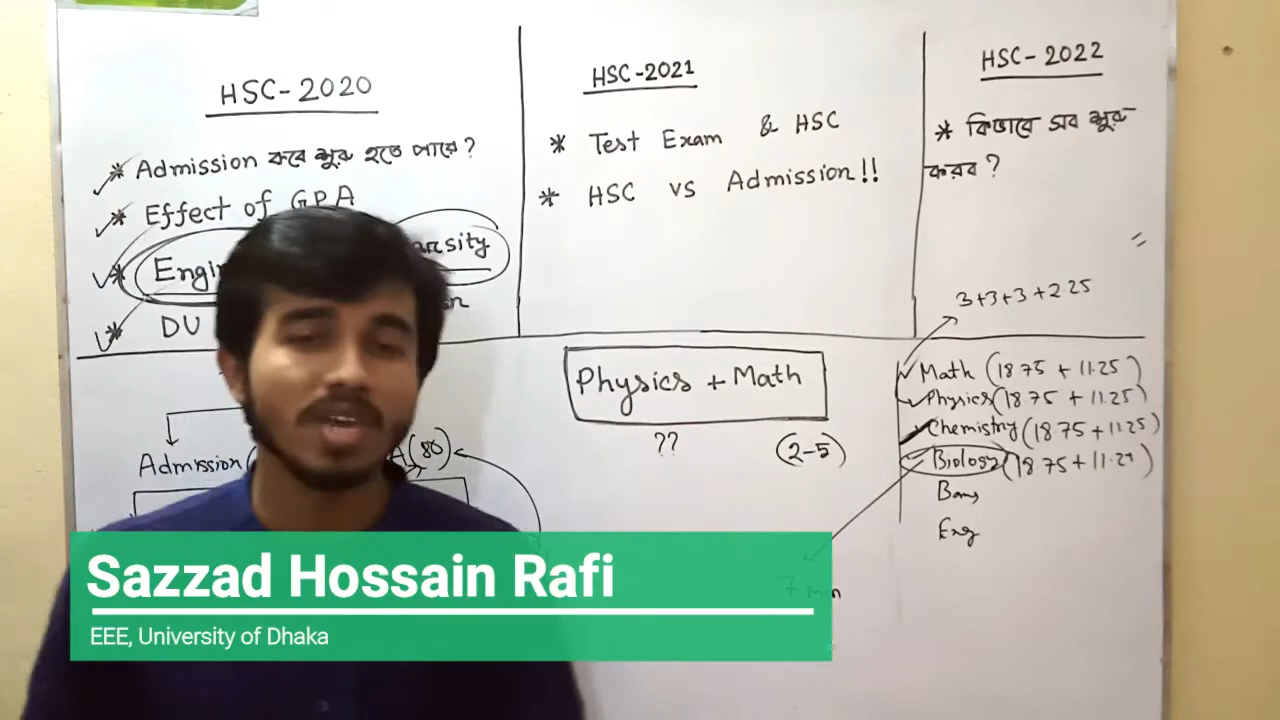 HSC-2020
* Admission কবে শুরু হতে পারে?
* Effect of GPA
* Engi
DU
Admission
(80)
HSC-2021
* Test Exam & HSC
* HSC vs Admission!!
HSC-2022
* কিভাবে সব শুরু
করব?
3+3+3+2.25
Physics + Math
??
(2-5)
Math (18.75 + 11.25)
Physics (18.75 + 11.25)
Chemistry (18.75+11.25)
Biology (18.75+11.25)
Eng
7 min
Sazzad Hossain Rafi
EEE, University of Dhaka